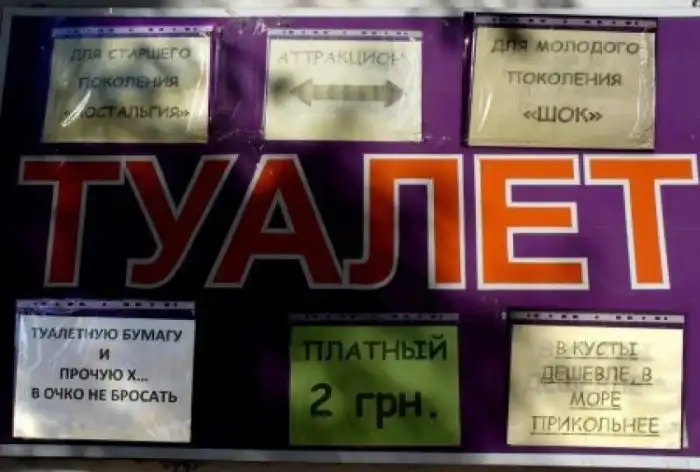 ДЛЯ СТАРШЕГО
ПОКОЛЕНИЯ
«НОСТАЛЬГИЯ»
АТТРАКЦИОН
ДЛЯ МОЛОДОГО
ПОКОЛЕНИЯ
«ШОК»
ТУАЛЕТ
ТУАЛЕТНУЮ БУМАГУ
И
ПРОЧУЮ Х...
В ОЧКО НЕ БРОСАТЬ
ПЛАТНЫЙ
2 грн.
В КУСТЫ
ДЕШЕВЛЕ, В
МОРЕ
ПРИКОЛЬНЕЕ